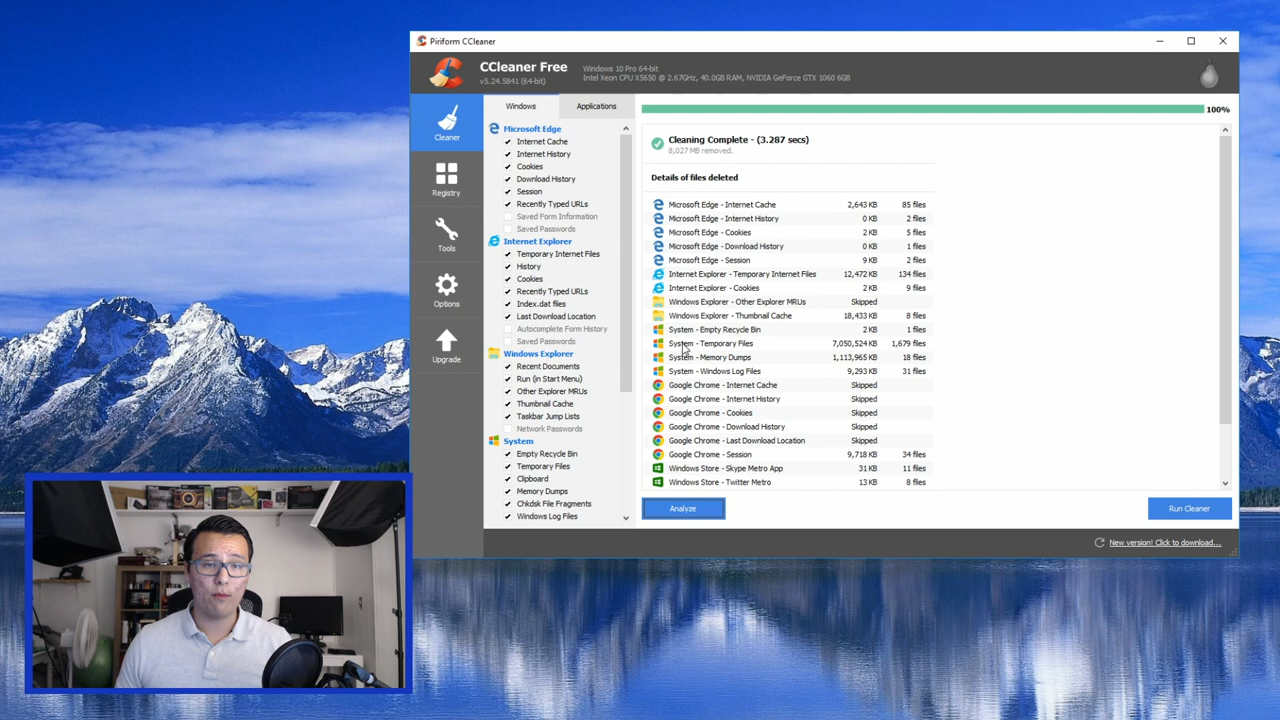 Piriform CCleaner
CCleaner Free
v5.24.5841 (64-bit)
Windows 10 Pro 64-bit
Intel Xeon CPU X5650 @ 2.67GHz, 40.0GB RAM, NVIDIA GeForce GTX 1060 6GB
Cleaner
Registry
Tools
Options
Upgrade
Windows
Applications
Microsoft Edge
Internet Cache
Internet History
Cookies
Download History
Session
Recently Typed URLs
Saved Form Information
Saved Passwords
Internet Explorer
Temporary Internet Files
History
Cookies
Recently Typed URLs
Index.dat files
Last Download Location
Autocomplete Form History
Saved Passwords
Windows Explorer
Recent Documents
Run (in Start Menu)
Other Explorer MRUs
Thumbnail Cache
Taskbar Jump Lists
Network Passwords
System
Empty Recycle Bin
Temporary Files
Clipboard
Memory Dumps
Chkdsk File Fragments
Windows Log Files
100%
Cleaning Complete - (3.287 secs)
8,027 MB removed.
Details of files deleted
Microsoft Edge - Internet Cache 2,643 KB 85 files
Microsoft Edge - Internet History 0 KB 2 files
Microsoft Edge - Cookies 2 KB 5 files
Microsoft Edge - Download History 0 KB 1 files
Microsoft Edge - Session 9 KB 2 files
Internet Explorer - Temporary Internet Files 12,472 KB 134 files
Internet Explorer - Cookies 2 KB 9 files
Windows Explorer - Other Explorer MRUs Skipped
Windows Explorer - Thumbnail Cache 18,433 KB 8 files
System - Empty Recycle Bin 2 KB 1 files
System - Temporary Files 7,050,524 KB 1,679 files
System - Memory Dumps 1,113,965 KB 18 files
System - Windows Log Files 9,293 KB 31 files
Google Chrome - Internet Cache Skipped
Google Chrome - Internet History Skipped
Google Chrome - Cookies Skipped
Google Chrome - Download History Skipped
Google Chrome - Last Download Location Skipped
Google Chrome - Session 9,718 KB 34 files
Windows Store - Skype Metro App 31 KB 11 files
Windows Store - Twitter Metro 13 KB 8 files
Analyze
Run Cleaner
New version! Click to download...